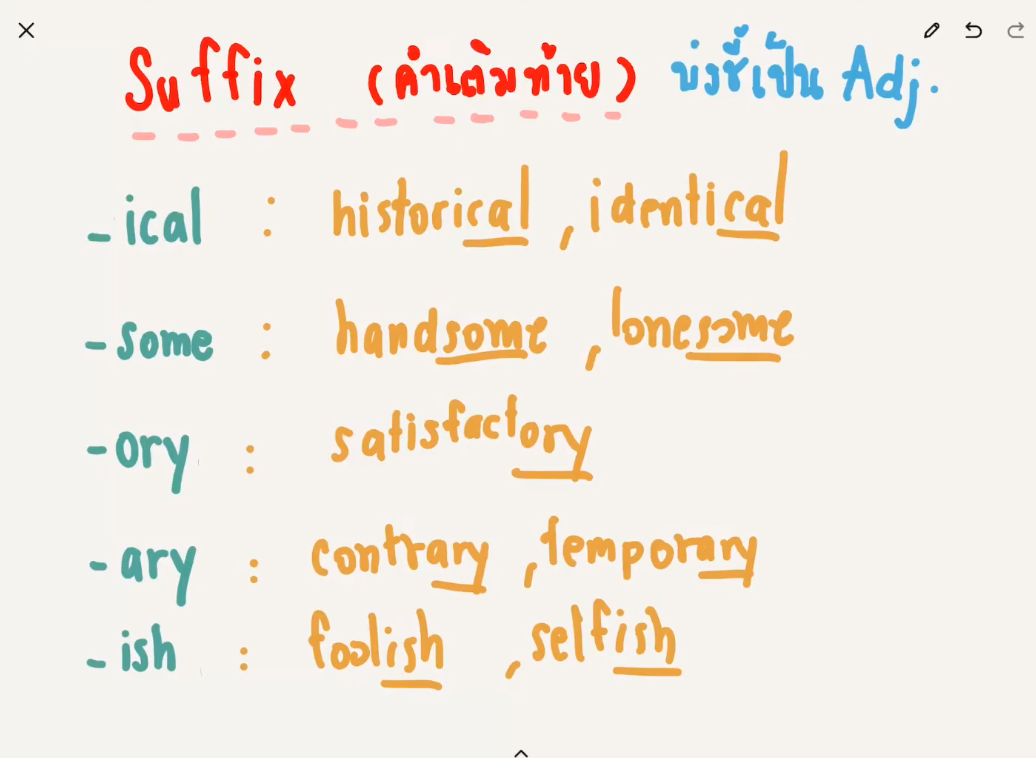 Suffix (คำเติมท้าย) บ่งชี้เป็น Adj.
-ical : historical, identical
-some : handsome, lonesome
-ory : satisfactory
-ary : contrary, temporary
-ish : foolish, selfish